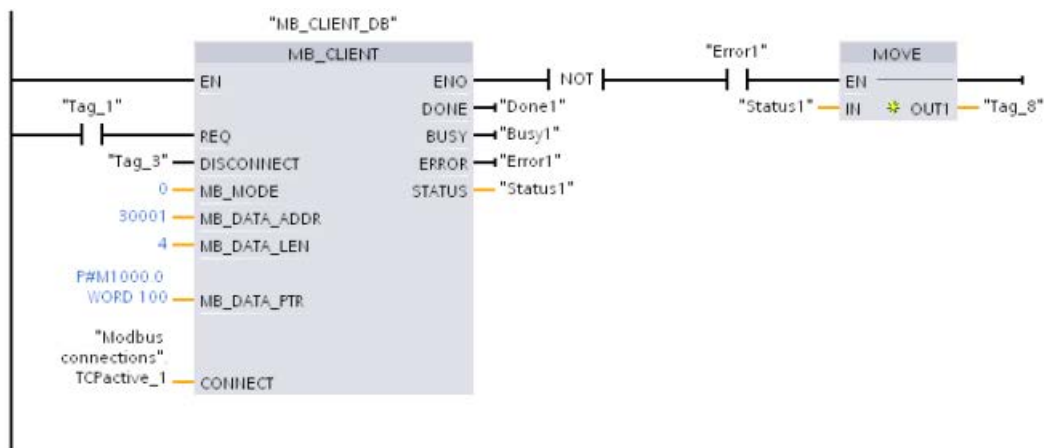 "MB_CLIENT_DB"
MB_CLIENT
EN
ENO
NOT
"Error1"
MOVE
EN
"Tag_1"
DONE
"Done1"
"Status1"
IN
OUT1
"Tag_8"
REQ
BUSY
"Busy1"
"Tag_3"
DISCONNECT
ERROR
"Error1"
0
MB_MODE
STATUS
"Status1"
30001
MB_DATA_ADDR
4
MB_DATA_LEN
P#M1000.0
WORD 100
MB_DATA_PTR
"Modbus
connections".
TCPactive_1
CONNECT